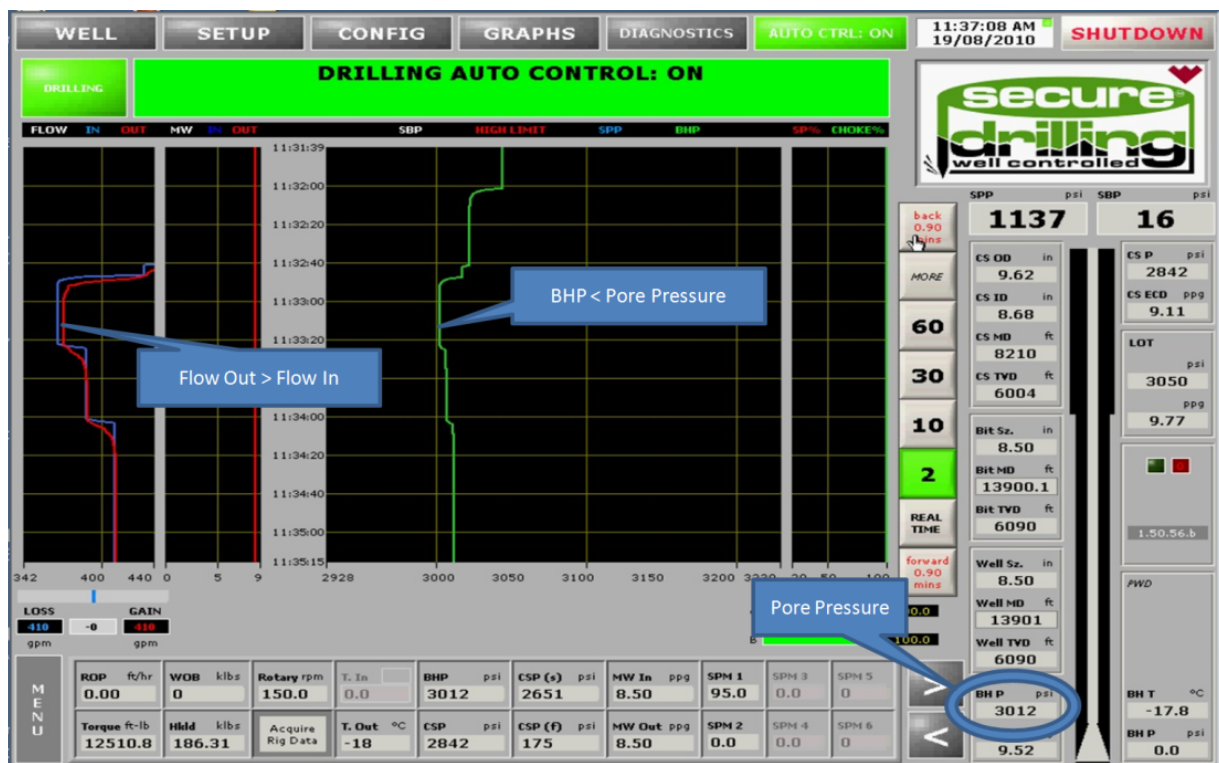 WELL SETUP CONFIG GRAPHS DIAGNOSTICS AUTO CTRL: ON 11:37:08 AM 19/08/2010 SHUTDOWN
DRILLING
DRILLING AUTO CONTROL: ON
secure
drilling
well controlled
FLOW IN OUT MW IN OUT SBP HIGH LIMIT SPP BHP SP% CHOKE%
11:31:39
11:32:00
11:32:20
11:32:40
11:33:00
11:33:20
11:34:00
11:34:20
11:34:40
11:35:00
11:35:15
BHP < Pore Pressure
Flow Out > Flow In
342 400 440 0 5 9 2928 3000 3050 3100 3150 3200
LOSS GAIN
410 -0 410
gpm gpm
back
0.90
mins
MORE
60
30
10
2
REAL
TIME
forward
0.90
mins
Pore Pressure
B
100.0
SPP psi SBP psi
1137 16
CS OD in
9.62
CS ID in
8.68
CS MD ft
8210
CS TVD ft
6004
Bit Sz. in
8.50
Bit MD ft
13900.1
Bit TVD ft
6090
Well Sz. in
8.50
Well MD ft
13901
Well TVD ft
6090
BH P psi
3012
9.52
CS P psi
2842
CS ECD ppg
9.11
LOT
psi
3050
ppg
9.77
1.50.56.b
PWD
BH T °C
-17.8
BH P psi
0.0
MENU
ROP ft/hr WOB klbs Rotary rpm T. In BHP psi CSP (s) psi MW In ppg SPM 1 SPM 3 SPM 5
0.00 0 150.0 0.0 3012 2651 8.50 95.0 0.0 0
Torque ft-lb Hkld klbs Acquire Rig Data T. Out °C CSP psi CSP (f) psi MW Out ppg SPM 2 SPM 4 SPM 6
12510.8 186.31 -18 2842 175 8.50 0.0 0.0 0
>
<